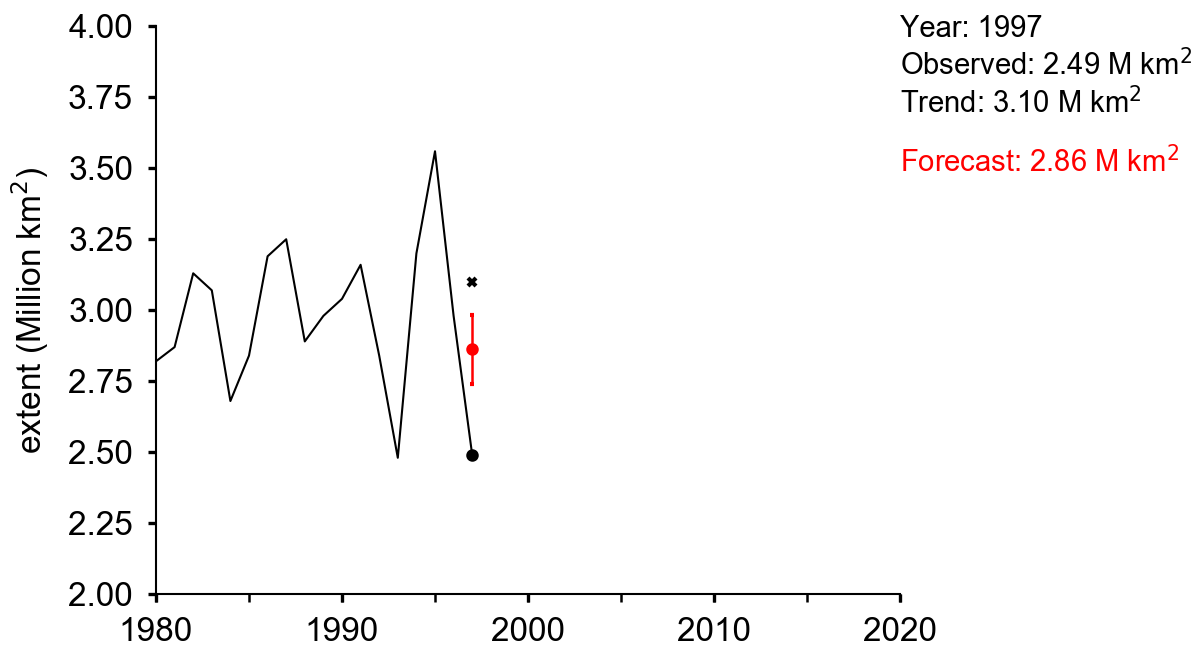 4.00
3.75
3.50
3.25
3.00
2.75
2.50
2.25
2.00
extent (Million km²)
1980
1990
2000
2010
2020
Year: 1997
Observed: 2.49 M km²
Trend: 3.10 M km²
Forecast: 2.86 M km²